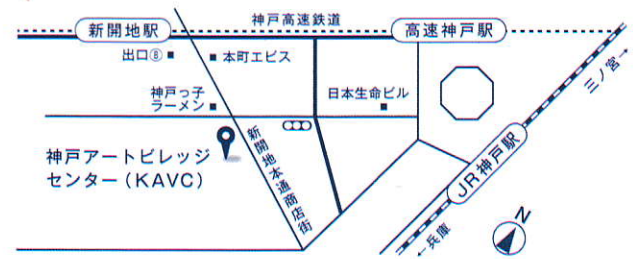 神戸高速鉄道
新開地駅
高速神戸駅
出口⑧
本町エビス
三ノ宮→
神戸っ子
ラーメン
日本生命ビル
神戸アートビレッジ
センター(KAVC)
新開地本通商店街
JR神戸駅
←兵庫
N